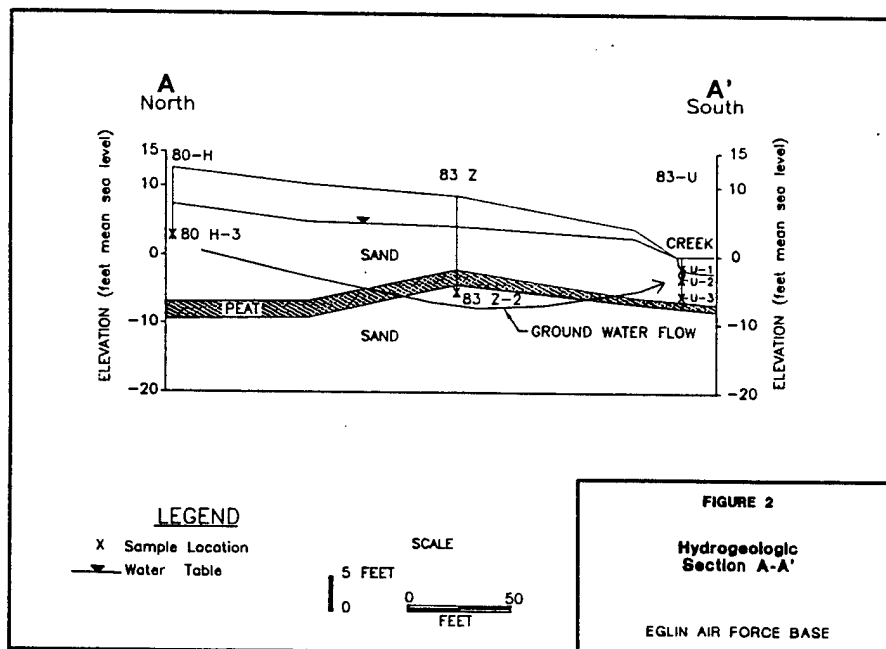 A
North
A'
South
ELEVATION (feet mean sea level)
15
10
0
-10
-20
80-H
80 H-3
83 Z
83-U
CREEK
SAND
U-1
U-2
U-3
PEAT
83 Z-2
GROUND WATER FLOW
SAND
15
10
0
-10
-20
ELEVATION (feet mean sea level)
LEGEND
X Sample Location
Water Table
SCALE
5 FEET
0
0 50
FEET
FIGURE 2
Hydrogeologic
Section A-A'
EGLIN AIR FORCE BASE